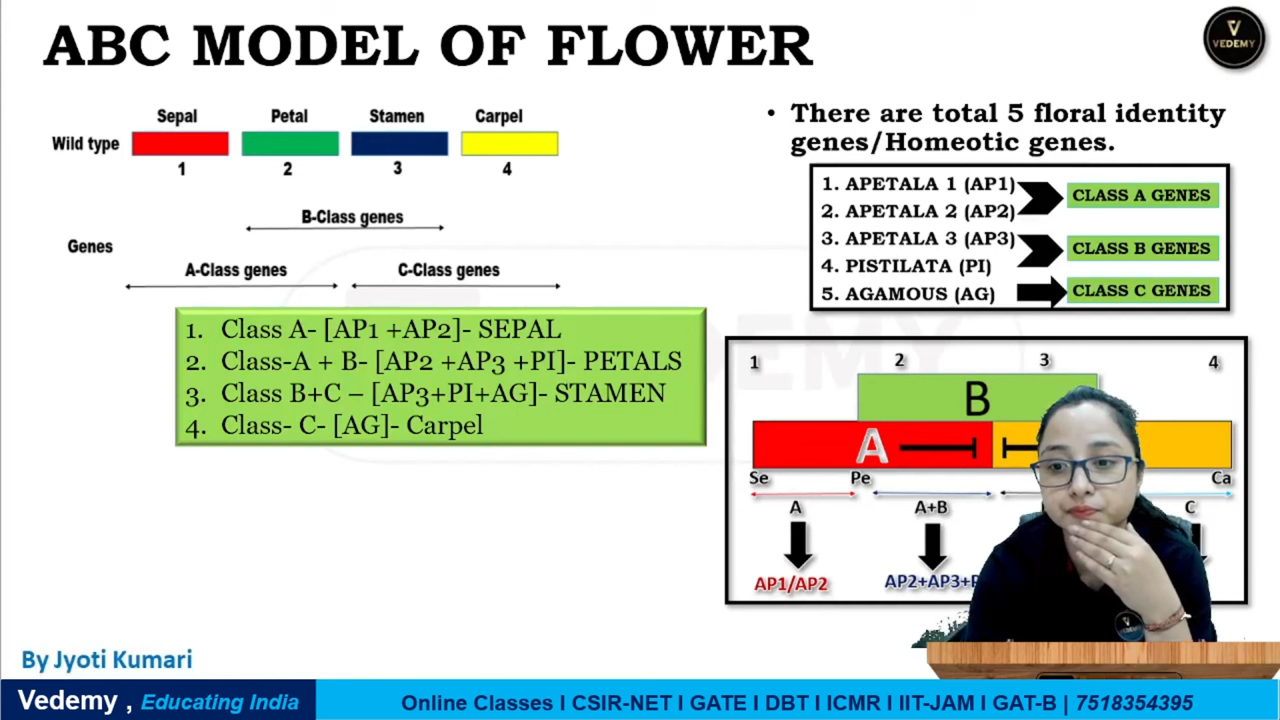 ABC MODEL OF FLOWER
VEDEMY
Sepal Petal Stamen Carpel
Wild type
1 2 3 4
B-Class genes
Genes
A-Class genes C-Class genes
1. Class A- [AP1 +AP2]- SEPAL
2. Class-A + B- [AP2 +AP3 +PI]- PETALS
3. Class B+C – [AP3+PI+AG]- STAMEN
4. Class- C- [AG]- Carpel
• There are total 5 floral identity
genes/Homeotic genes.
1. APETALA 1 (AP1)
2. APETALA 2 (AP2)
3. APETALA 3 (AP3)
4. PISTILATA (PI)
5. AGAMOUS (AG)
CLASS A GENES
CLASS B GENES
CLASS C GENES
1 2 3 4
B
A
Se Pe Ca
A A+B C
AP1/AP2 AP2+AP3+
By Jyoti Kumari
Vedemy , Educating India
Online Classes I CSIR-NET I GATE I DBT I ICMR I IIT-JAM I GAT-B | 7518354395